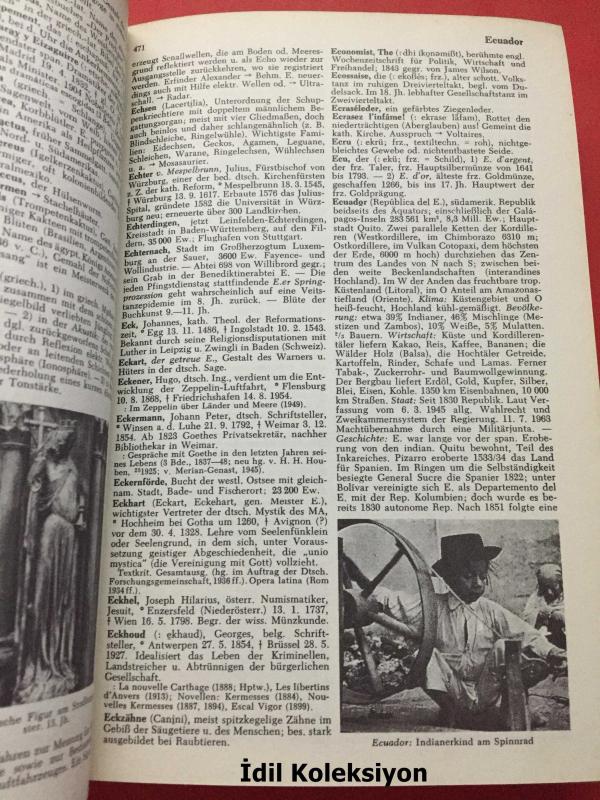 471
Ecuador
erzeugt Senallwellen, die am Boden od. Meeres-
grund reflektiert werden u. als Echo wieder zur
Ausgangsstelle zurückkehren, wo sie registriert
werden. Erfinder Alexander → Behm. E. neuer-
dings auch mit Hilfe elektr. Wellen od. → Ultra-
schall. → Radar.
Echsen (Lacertilia), Unterordnung der Schup-
penkriechtiere mit doppeltem männlichem Be-
gattungsorgan; meist mit vier Gliedmaßen, doch
auch beinlos und daher schlangenähnlich (z. B.
Blindschleiche, Ringelwühle). Wichtigste Fami-
lien: Eidechsen, Geckos, Agamen, Leguane,
Schleichen, Warane, Ringelechsen, Wühlechsen
u. → Mosasaurier.
Echter v. Mespelbrunn, Julius, Fürstbischof von
Würzburg, einer der bed. dtsch. Kirchenfürsten
z. Z. der kath. Reform, * Mespelbrunn 18. 3. 1545,
† Würzburg 13. 9. 1617. Erbaute 1576 das Julius-
Spital, gründete 1582 die Universität in Würz-
burg neu; erneuerte über 300 Landkirchen.
Echterdingen, jetzt Leinfelden-Echterdingen,
Kreisstadt in Baden-Württemberg, auf den Fil-
dern, 35000 Ew.; Flughafen von Stuttgart.
Echternach, Stadt im Großherzogtum Luxem-
burg an der Sauer, 3600 Ew. Fayence- und
Wollindustrie. — Abtei 698 von Willibrord gegr.;
sein Grab in der Benediktinerabtei E. — Die
jeden Pfingstdienstag stattfindende E.er Spring-
prozession geht wahrscheinlich auf eine Veits-
tanzepidemie im 8. Jh. zurück. — Blüte der
Buchkunst 9.—11. Jh.
Eck, Johannes, kath. Theol. der Reformations-
zeit, * Egg 13. 11. 1486, † Ingolstadt 10. 2. 1543.
Bekannt durch seine Religionsdisputationen mit
Luther in Leipzig u. Zwingli in Baden (Schweiz).
Eckart, der getreue E., Gestalt des Warners u.
Hüters in der dtsch. Sage.
Eckener, Hugo, dtsch. Ing., verdient um die Ent-
wicklung der Zeppelin-Luftfahrt, * Flensburg
10. 8. 1868, † Friedrichshafen 14. 8. 1954.
: Im Zeppelin über Länder und Meere (1949).
Eckermann, Johann Peter, dtsch. Schriftsteller,
* Winsen a. d. Luhe 21. 9. 1792, † Weimar 3. 12.
1854. Ab 1823 Goethes Privatsekretär, nachher
Bibliothekar in Weimar.
: Gespräche mit Goethe in den letzten Jahren sei-
nes Lebens (3 Bde., 1837—48; neu hg. v. H. H. Hou-
ben, ²³1925; v. Merian-Genast, 1945).
Eckernförde, Bucht der westl. Ostsee mit gleich-
nam. Stadt, Bade- und Fischerort; 23 200 Ew.
Eckhart (Eckart, Eckehart, gen. Meister E.),
wichtigster Vertreter der dtsch. Mystik des MA,
* Hochheim bei Gotha um 1260, † Avignon (?)
vor dem 30. 4. 1328. Lehre vom Seelenfünklein
oder Seelengrund, in dem sich, unter Voraus-
setzung geistiger Abgeschiedenheit, die „unio
mystica" (die Vereinigung mit Gott) vollzieht.
Textkrit. Gesamtausg. (hg. im Auftrag der Dtsch.
Forschungsgemeinschaft, 1936 ff.). Opera latina (Rom
1934 ff.).
Eckhel, Joseph Hilarius, österr. Numismatiker,
Jesuit, * Enzersfeld (Niederösterr.) 13. 1. 1737,
† Wien 16. 5. 1798. Begr. der wiss. Münzkunde.
Eckhoud (: ękhaud), Georges, belg. Schrift-
steller, * Antwerpen 27. 5. 1854, † Brüssel 28. 5.
1927. Idealisiert das Leben der Kriminellen,
Landstreicher u. Abtrünnigen der bürgerlichen
Gesellschaft.
: La nouvelle Carthage (1888; Hptw.), Les libertins
d'Anvers (1913); Novellen: Kermesses (1884), Nou-
velles Kermesses (1887, 1894), Escal Vigor (1899).
Eckzähne (Canini), meist spitzkegelige Zähne im
Gebiß der Säugetiere u. des Menschen; bes. stark
ausgebildet bei Raubtieren.
Economist, The (: dhi ikǫnəmißt), berühmte engl.
Wochenzeitschrift für Politik, Wirtschaft und
Freihandel; 1843 gegr. von James Wilson.
Ecossaise, die (: ekoßęs; frz.), alter schott. Volks-
tanz im ruhigen Dreivierteltakt, begl. vom Du-
delsack. Im 18. Jh. lebhafter Gesellschaftstanz im
Zweivierteltakt.
Ecraséleder, ein gefärbtes Ziegenleder.
Ecrasez l'infâme! (: ekrase läfam), Rottet den
niederträchtigen (Aberglauben) aus! Gemeint die
kath. Kirche. Ausspruch → Voltaires.
Ecru (: ekrü; frz., textiltechn. = roh), nichtge-
bleichtes Gewebe od. nichtentbastete Seide.
Ecu, der (: ekü; frz. = Schild), 1) E. d'argent,
der frz. Taler, frz. Hauptsilbermünze von 1641
bis 1793. — 2) E. d'or, älteste frz. Goldmünze,
geschaffen 1266, bis ins 17. Jh. Hauptwert der
frz. Goldprägung.
Ecuador (República del E.), südamerik. Republik
beidseits des Äquators; einschließlich der Galápa-
gos-Inseln 283 561 km², 8,3 Mill. Ew.; Haupt-
stadt Quito. Zwei parallele Ketten der Kordille-
ren (Westkordillere, im Chimborazo 6310 m;
Ostkordillere, im Vulkan Cotopaxi, dem höchsten
der Erde, 6000 m hoch) durchziehen das Zen-
trum des Landes von N nach S; zwischen bei-
den weite Beckenlandschaften (interandines
Hochland). Im W der Anden das fruchtbare trop.
Küstenland (Litoral), im O Anteil am Amazonas-
tiefland (Oriente). Klima: Küstengebiet und O
heiß-feucht, Hochland kühl-gemäßigt. Bevölke-
rung: etwa 39% Indianer, 46% Mischlinge (Me-
stizen und Zambos), 10% Weiße, 5% Mulatten.
²/₃ Bauern. Wirtschaft: Küste und Kordilleren-
täler liefern Kakao, Reis, Kaffee, Bananen; die
Wälder Holz (Balsa), die Hochtäler Getreide,
Kartoffeln, Rinder, Schafe und Lamas. Ferner
Tabak-, Zuckerrohr- und Baumwollgewinnung.
Der Bergbau liefert Erdöl, Gold, Kupfer, Silber,
Blei, Eisen, Kohle. 1350 km Eisenbahnen, 10 000
km Straßen. Staat: Seit 1830 Republik. Laut Ver-
fassung vom 6. 3. 1945 allg. Wahlrecht und
Zweikammersystem der Regierung. 11. 7. 1963
Machtübernahme durch eine Militärjunta. —
Geschichte: E. war lange vor der span. Erobe-
rung von den indian. Quitu bewohnt, Teil des
Inkareiches. Pizarro eroberte 1533/34 das Land
für Spanien. Im Ringen um die Selbständigkeit
besiegte General Sucre die Spanier 1822; unter
Bolívar vereinigte sich E. als Departemento del
E. mit der Rep. Kolumbien; doch wurde es be-
reits 1830 autonome Rep. Nach 1851 folgte eine
Ecuador: Indianerkind am Spinnrad
İdil Koleksiyon